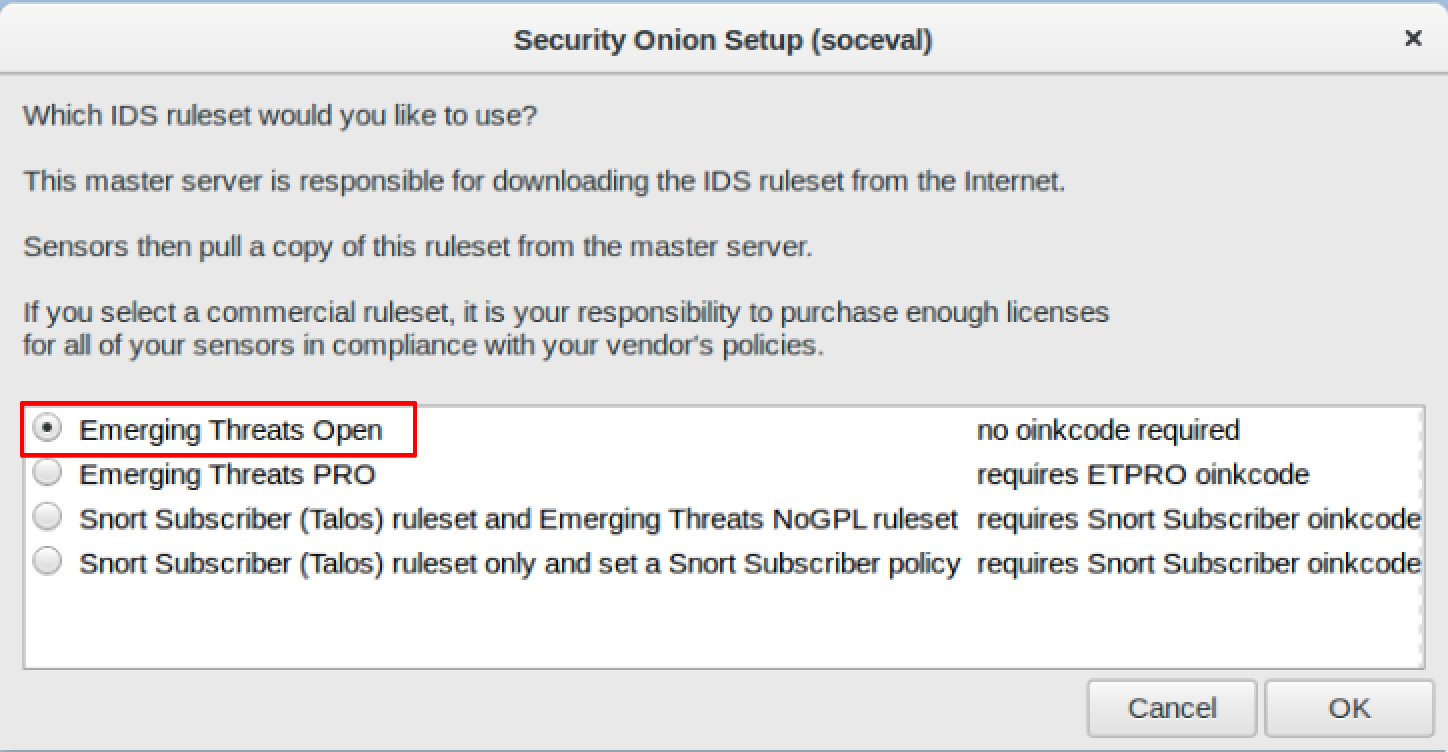 Security Onion Setup (soceval)
Which IDS ruleset would you like to use?
This master server is responsible for downloading the IDS ruleset from the Internet.
Sensors then pull a copy of this ruleset from the master server.
If you select a commercial ruleset, it is your responsibility to purchase enough licenses
for all of your sensors in compliance with your vendor's policies.
Emerging Threats Open no oinkcode required
Emerging Threats PRO requires ETPRO oinkcode
Snort Subscriber (Talos) ruleset and Emerging Threats NoGPL ruleset requires Snort Subscriber oinkcode
Snort Subscriber (Talos) ruleset only and set a Snort Subscriber policy requires Snort Subscriber oinkcode
Cancel OK